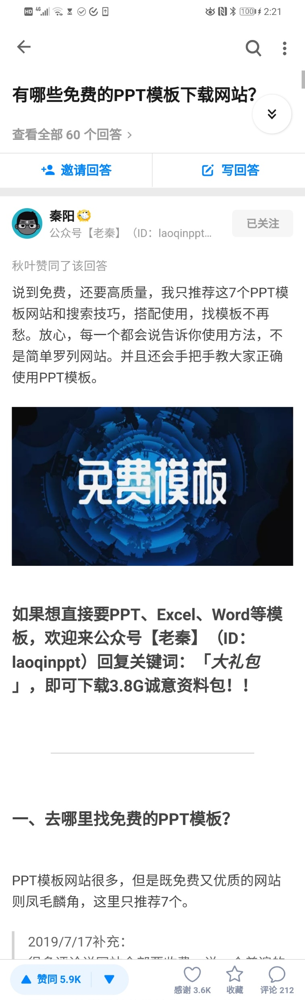 HD 4G 100 2:21
有哪些免费的PPT模板下载网站？
查看全部 60 个回答
邀请回答 写回答
秦阳
公众号【老秦】（ID：laoqinppt...
已关注
秋叶赞同了该回答
说到免费，还要高质量，我只推荐这7个PPT模
板网站和搜索技巧，搭配使用，找模板不再
愁。放心，每一个都会说告诉你使用方法，不
是简单罗列网站。并且还会手把手教大家正确
使用PPT模板。
免费模板
如果想直接要PPT、Excel、Word等模
板，欢迎来公众号【老秦】（ID：
laoqinppt）回复关键词：「大礼包
」，即可下载3.8G诚意资料包！！
一、去哪里找免费的PPT模板？
PPT模板网站很多，但是既免费又优质的网站
则凤毛麟角，这里只推荐7个。
2019/7/17补充：
赞同 5.9K
感谢 3.6K 收藏 评论 212